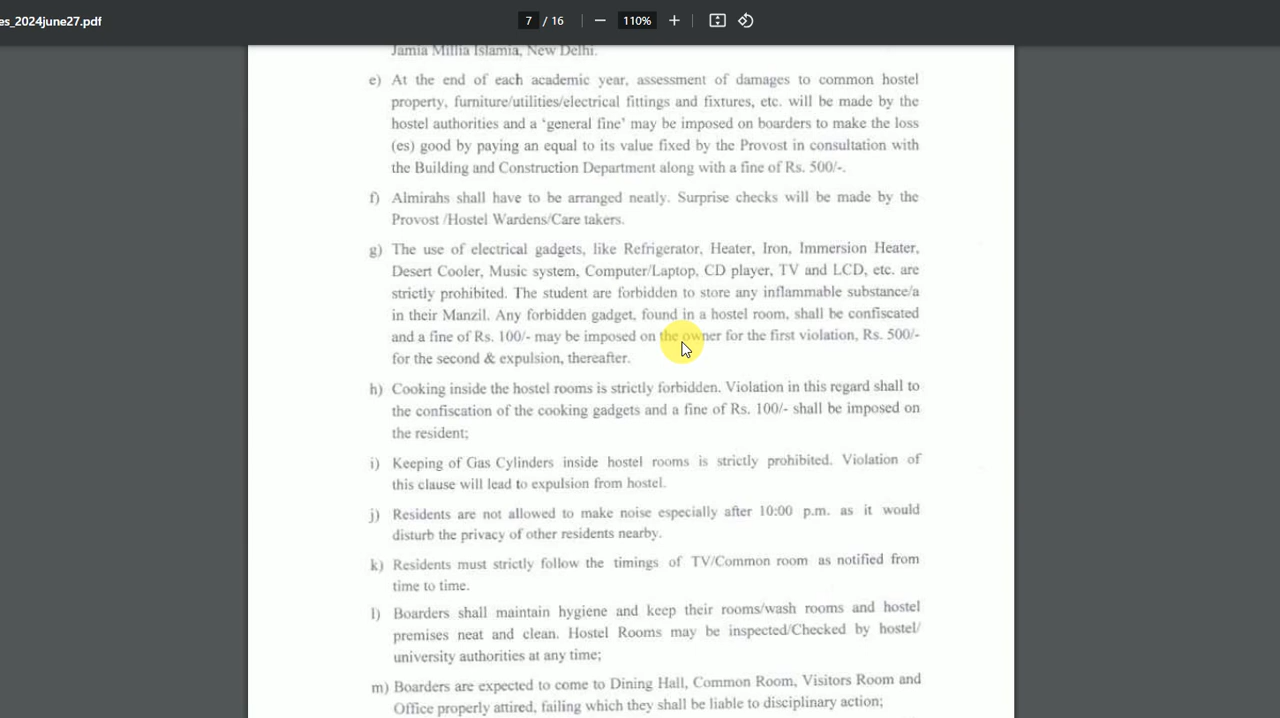 es_2024june27.pdf
7 / 16
110%
Jamia Millia Islamia, New Delhi.
e) At the end of each academic year, assessment of damages to common hostel
property, furniture/utilities/electrical fittings and fixtures, etc. will be made by the
hostel authorities and a ‘general fine’ may be imposed on boarders to make the loss
(es) good by paying an equal to its value fixed by the Provost in consultation with
the Building and Construction Department along with a fine of Rs. 500/-.
f) Almirahs shall have to be arranged neatly. Surprise checks will be made by the
Provost /Hostel Wardens/Care takers.
g) The use of electrical gadgets, like Refrigerator, Heater, Iron, Immersion Heater,
Desert Cooler, Music system, Computer/Laptop, CD player, TV and LCD, etc. are
strictly prohibited. The student are forbidden to store any inflammable substance/a
in their Manzil. Any forbidden gadget, found in a hostel room, shall be confiscated
and a fine of Rs. 100/- may be imposed on the owner for the first violation, Rs. 500/-
for the second & expulsion, thereafter.
h) Cooking inside the hostel rooms is strictly forbidden. Violation in this regard shall to
the confiscation of the cooking gadgets and a fine of Rs. 100/- shall be imposed on
the resident;
i) Keeping of Gas Cylinders inside hostel rooms is strictly prohibited. Violation of
this clause will lead to expulsion from hostel.
j) Residents are not allowed to make noise especially after 10:00 p.m. as it would
disturb the privacy of other residents nearby.
k) Residents must strictly follow the timings of TV/Common room as notified from
time to time.
l) Boarders shall maintain hygiene and keep their rooms/wash rooms and hostel
premises neat and clean. Hostel Rooms may be inspected/Checked by hostel/
university authorities at any time;
m) Boarders are expected to come to Dining Hall, Common Room, Visitors Room and
Office properly attired, failing which they shall be liable to disciplinary action;